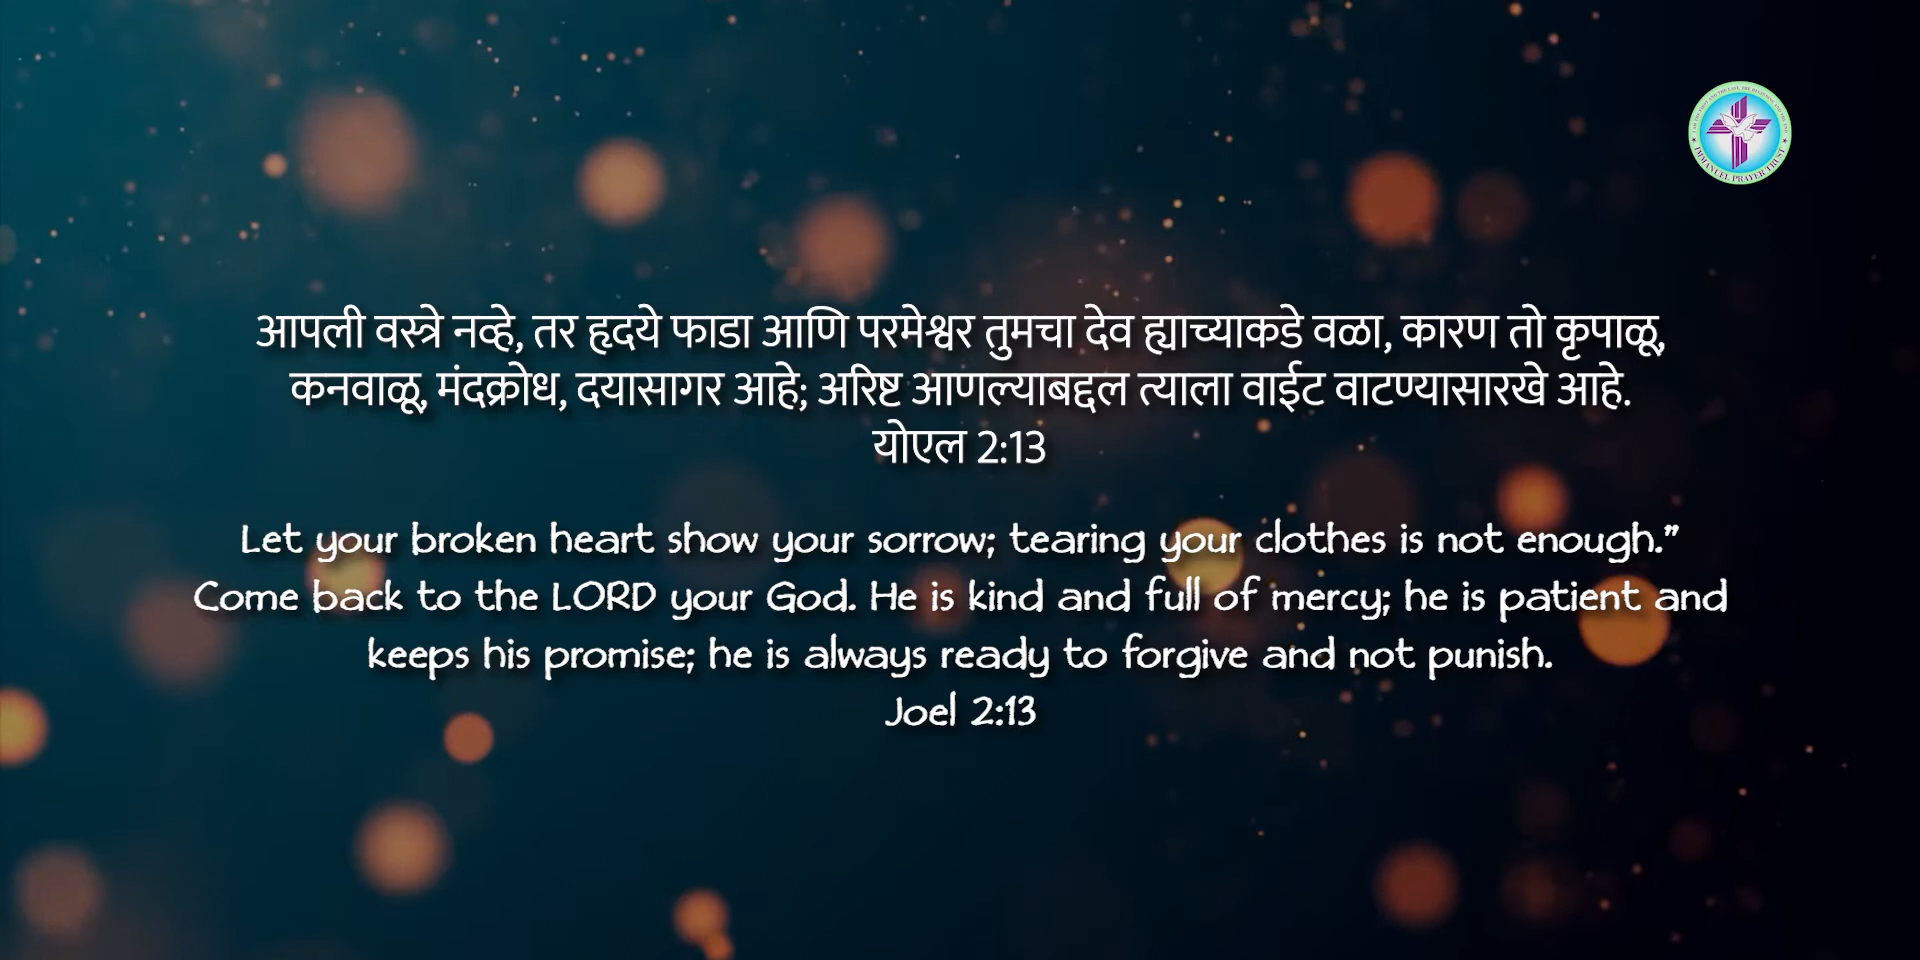 IMMANUEL PRAYER TRUST
आपली वस्त्रे नव्हे, तर हृदये फाडा आणि परमेश्वर तुमचा देव ह्याच्याकडे वळा, कारण तो कृपाळू,
कनवाळू, मंदक्रोध, दयासागर आहे; अरिष्ट आणल्याबद्दल त्याला वाईट वाटण्यासारखे आहे.
योएल 2:13
Let your broken heart show your sorrow; tearing your clothes is not enough.”
Come back to the LORD your God. He is kind and full of mercy; he is patient and
keeps his promise; he is always ready to forgive and not punish.
Joel 2:13